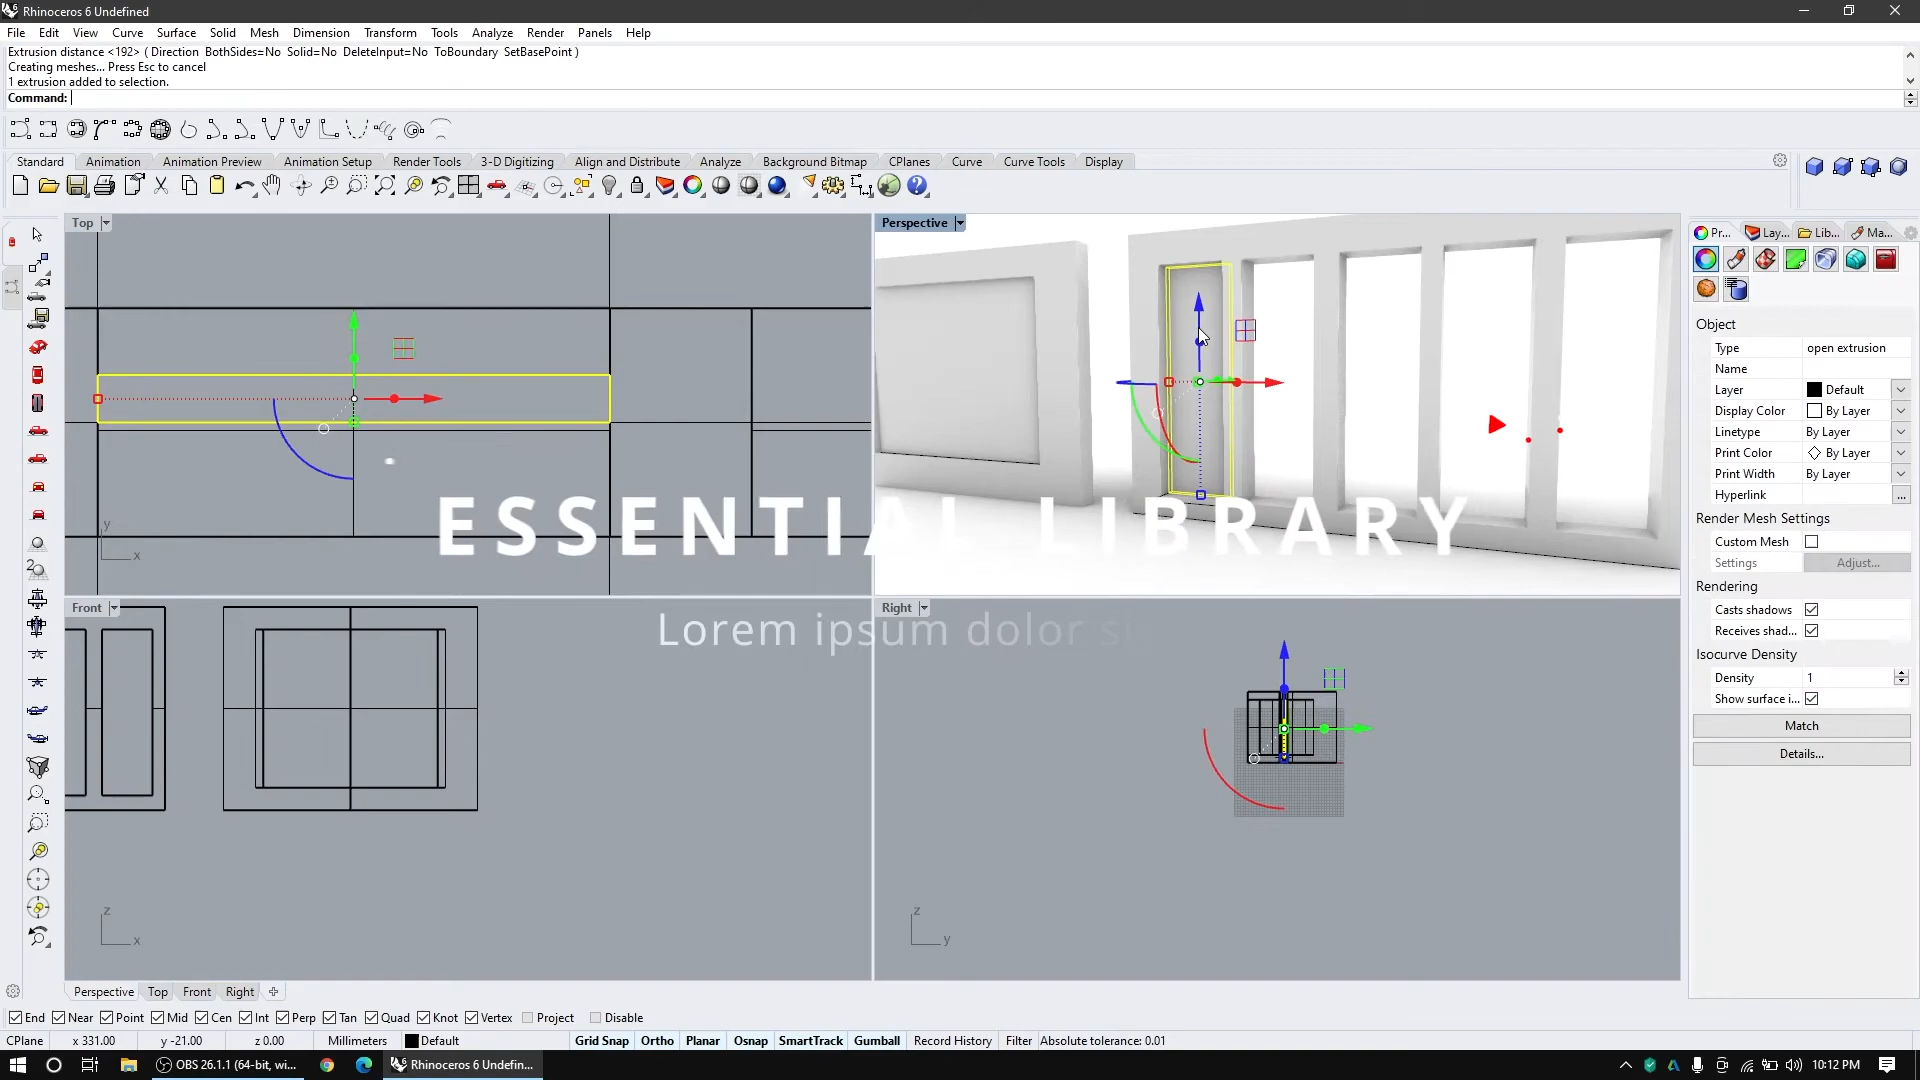 Rhinoceros 6 Undefined
File Edit View Curve Surface Solid Mesh Dimension Transform Tools Analyze Render Panels Help
Extrusion distance <192> ( Direction BothSides=No Solid=No DeleteInput=No ToBoundary SetBasePoint )
Creating meshes... Press Esc to cancel
1 extrusion added to selection.
Command:
Standard Animation Animation Preview Animation Setup Render Tools 3-D Digitizing Align and Distribute Analyze Background Bitmap CPlanes Curve Curve Tools Display
Top
Perspective
Pr... Lay... Lib... Ma...
Object
Type open extrusion
Name
Layer Default
Display Color By Layer
Linetype By Layer
Print Color By Layer
Print Width By Layer
Hyperlink ...
Render Mesh Settings
Custom Mesh
Settings Adjust...
Rendering
Casts shadows
Receives shad...
Isocurve Density
Density 1
Show surface i...
Match
Details...
y
x
ESSENTIAL LIBRARY
Lorem ipsum dolor si
Front
Right
z
x
z
y
Perspective Top Front Right
End Near Point Mid Cen Int Perp Tan Quad Knot Vertex Project Disable
CPlane x 331.00 y -21.00 z 0.00 Millimeters Default Grid Snap Ortho Planar Osnap SmartTrack Gumball Record History Filter Absolute tolerance: 0.01
OBS 26.1.1 (64-bit, wi... Rhinoceros 6 Undefin... 10:12 PM